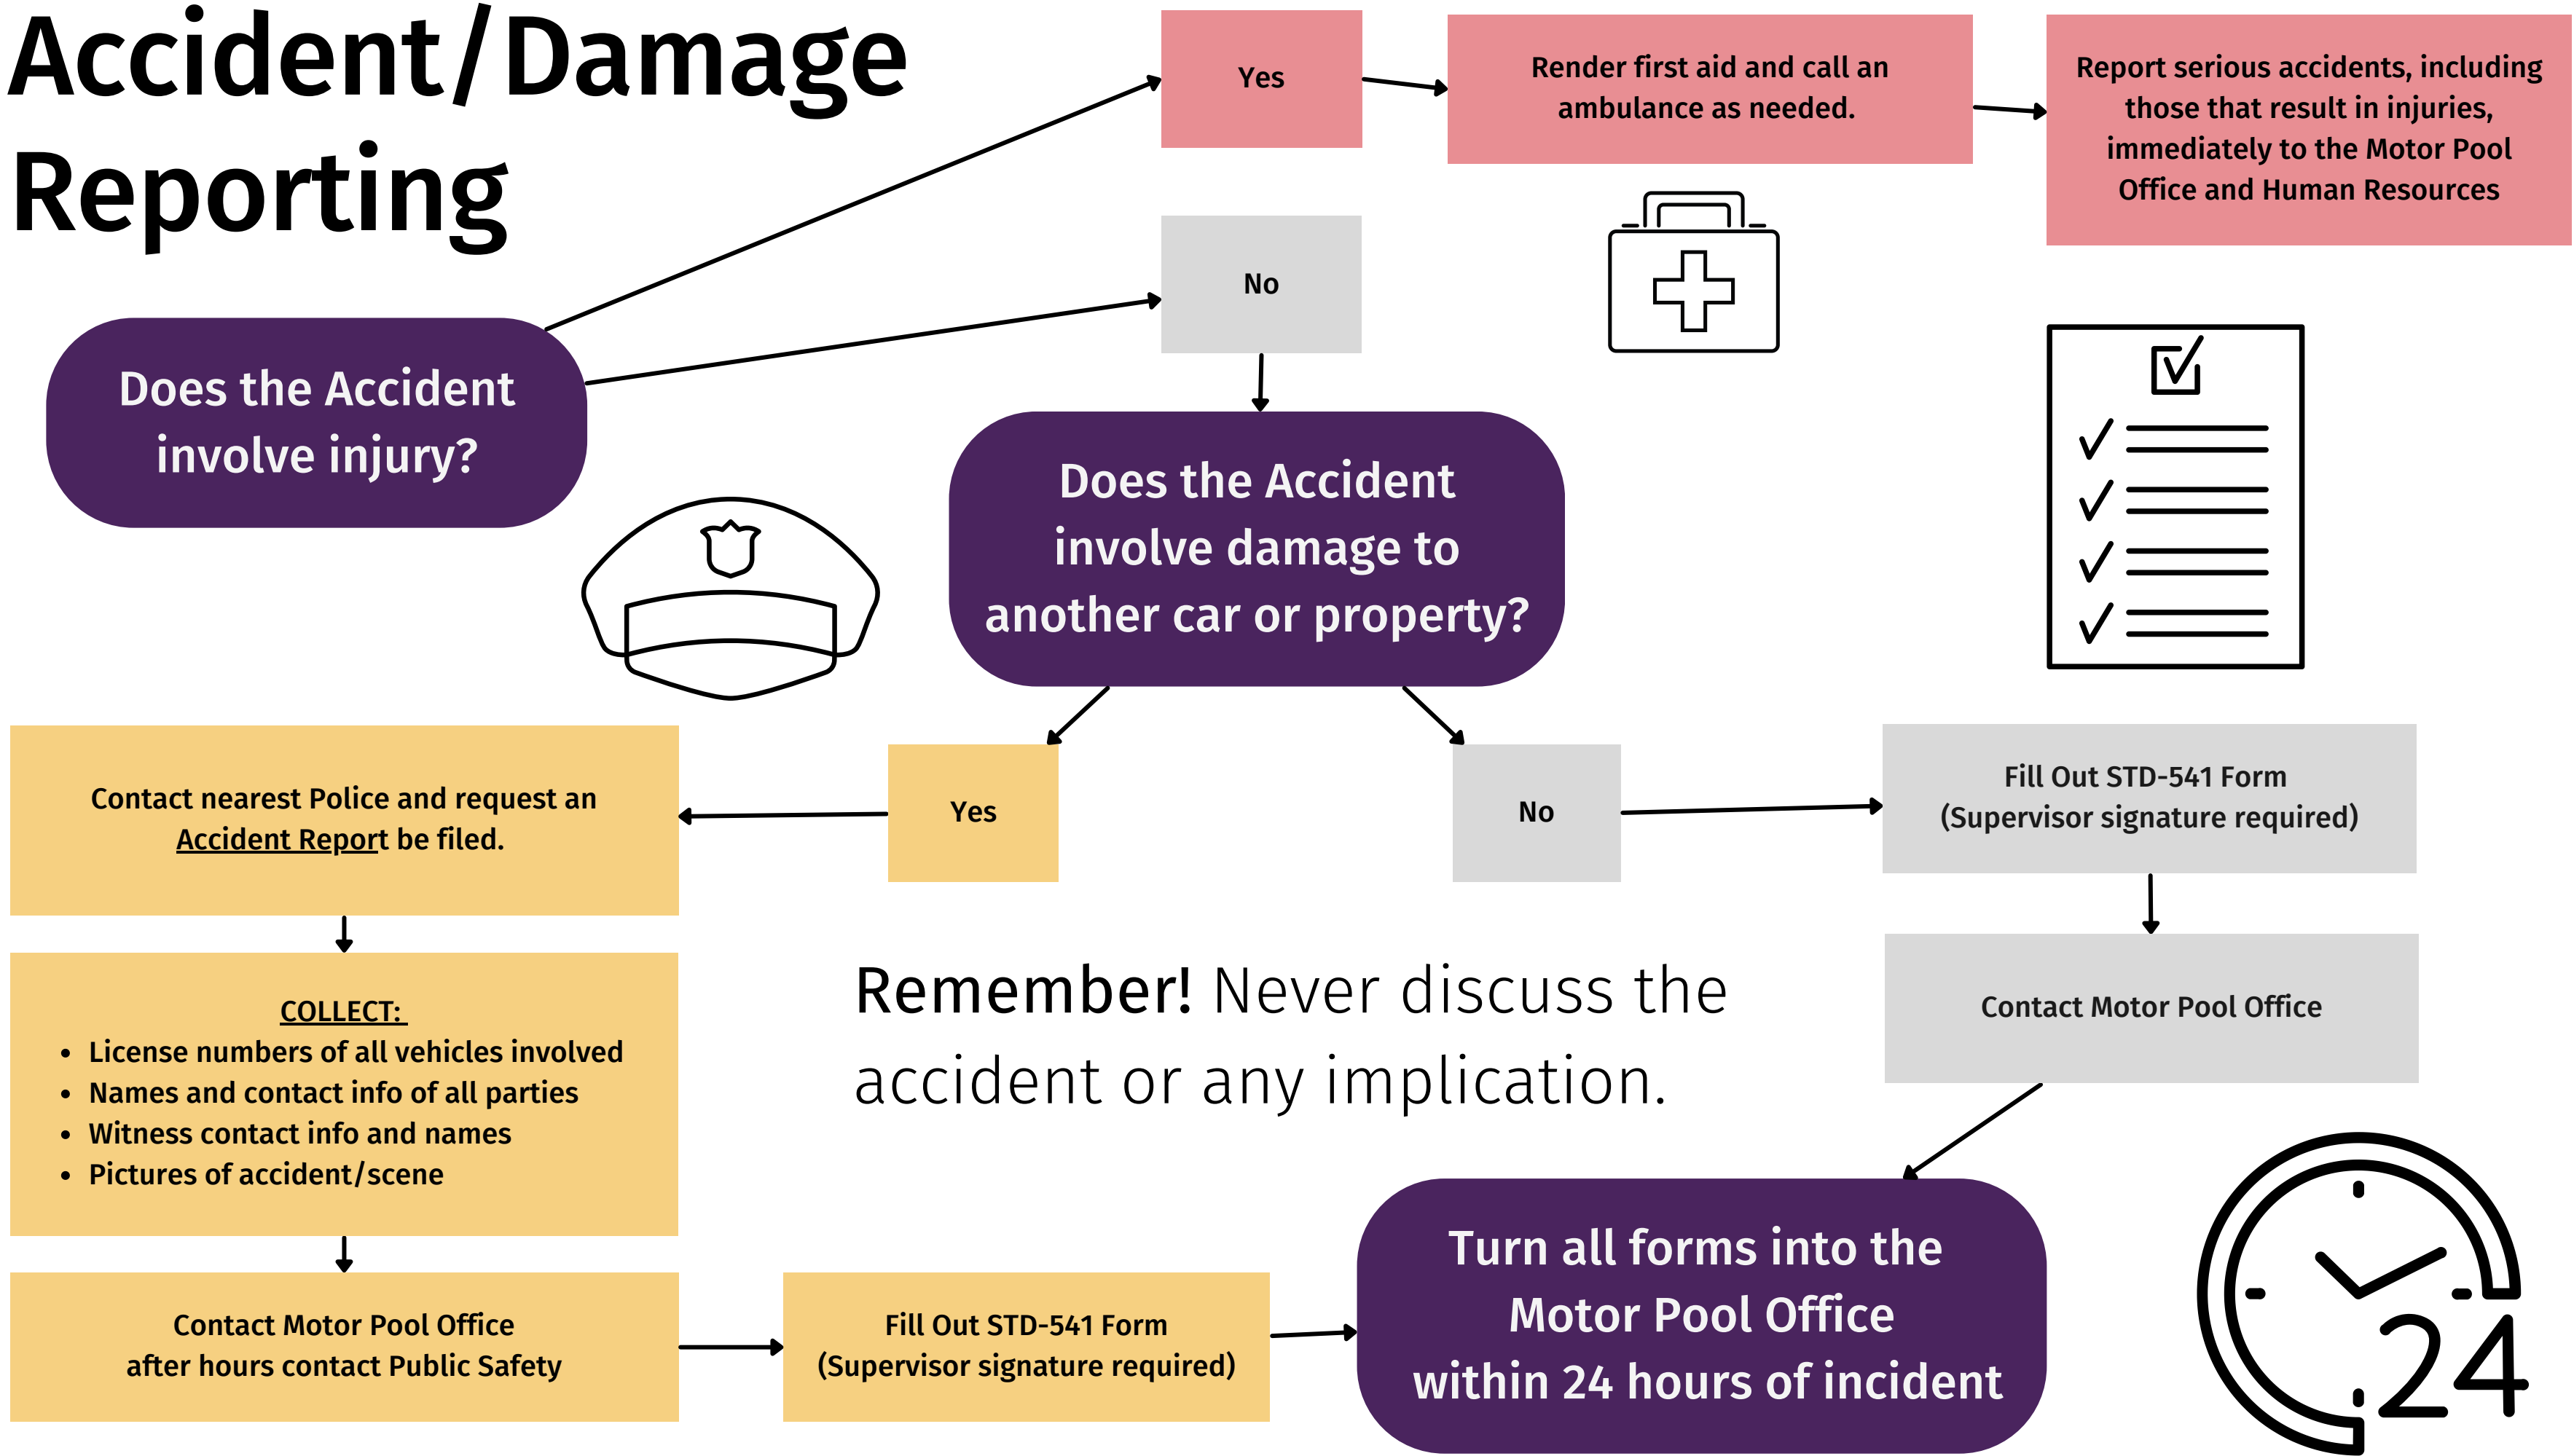 Accident/Damage
Reporting
Yes
Render first aid and call an
ambulance as needed.
Report serious accidents, including
those that result in injuries,
immediately to the Motor Pool
Office and Human Resources
No
Does the Accident
involve injury?
Does the Accident
involve damage to
another car or property?
Yes
No
Contact nearest Police and request an
Accident Report be filed.
COLLECT:
• License numbers of all vehicles involved
• Names and contact info of all parties
• Witness contact info and names
• Pictures of accident/scene
Contact Motor Pool Office
after hours contact Public Safety
Fill Out STD-541 Form
(Supervisor signature required)
Fill Out STD-541 Form
(Supervisor signature required)
Contact Motor Pool Office
Remember! Never discuss the
accident or any implication.
Turn all forms into the
Motor Pool Office
within 24 hours of incident
24